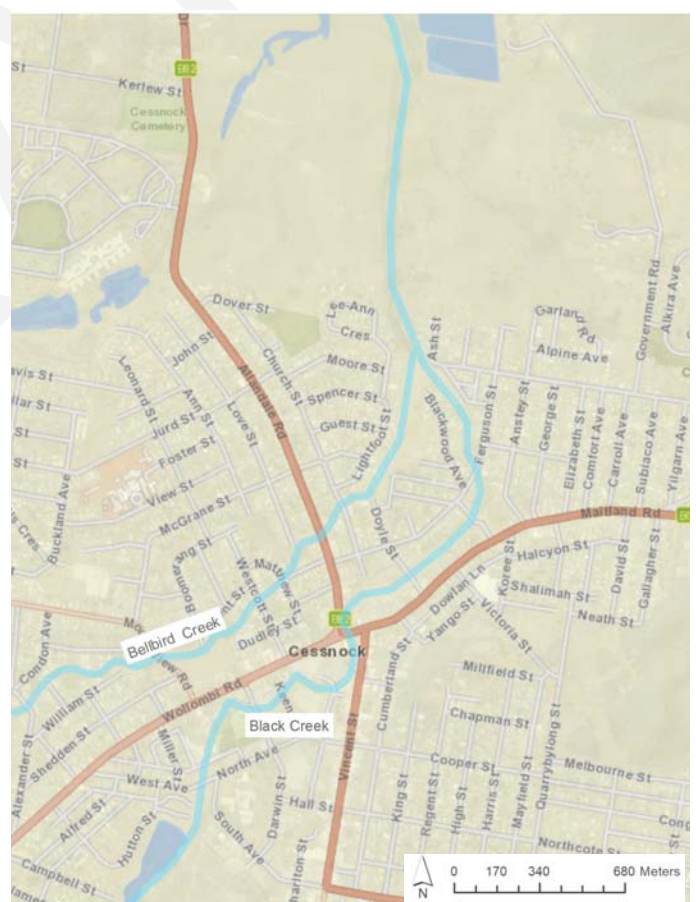 Kerlew St
Cessnock
Cemetery
Dover St
Lee-Ann
Cres
John St
Church St
Moore St
Ash St
Garland Rd
Alpine Ave
Government Rd
Alkira Ave
Leonard St
Allandale Rd
Spencer St
Jurd St
Ann St
Love St
Guest St
Lightfoot St
Blackwood Ave
Ferguson St
Anstey St
George St
Elizabeth St
Comfort Ave
Carroll Ave
Subiaco Ave
Yilgarn Ave
Foster St
View St
McGrane St
Buckland Ave
Doyle St
Maitland Rd
Matthew St
Westcott St
Koree St
Halcyon St
David St
Gallagher St
Dowlan Ln
Shalimah St
Neath St
Yango St
Victoria St
Dudley St
Bellbird Creek
Cessnock
Condon Ave
William St
Wollombi Rd
Cumberland St
Millfield St
Black Creek
Chapman St
Quarrybylong St
Alexander St
Shedden St
Miller St
North Ave
Vincent St
Cooper St
Melbourne St
West Ave
Darwin St
Hall St
King St
Regent St
High St
Harris St
Mayfield St
Alfred St
Hutton St
South Ave
Northcote St
Campbell St
N
0 170 340 680 Meters